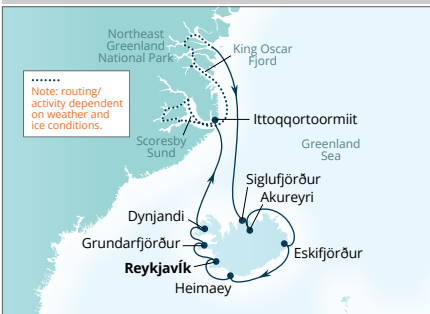 Northeast
Greenland
National Park
King Oscar
Fjord
Note: routing/
activity dependent
on weather and
ice conditions.
Ittoqqortoormiit
Scoresby
Sund
Greenland
Sea
Siglufjörður
Akureyri
Dynjandi
Grundarfjörður
Eskifjörður
ReykjavÍk
Heimaey